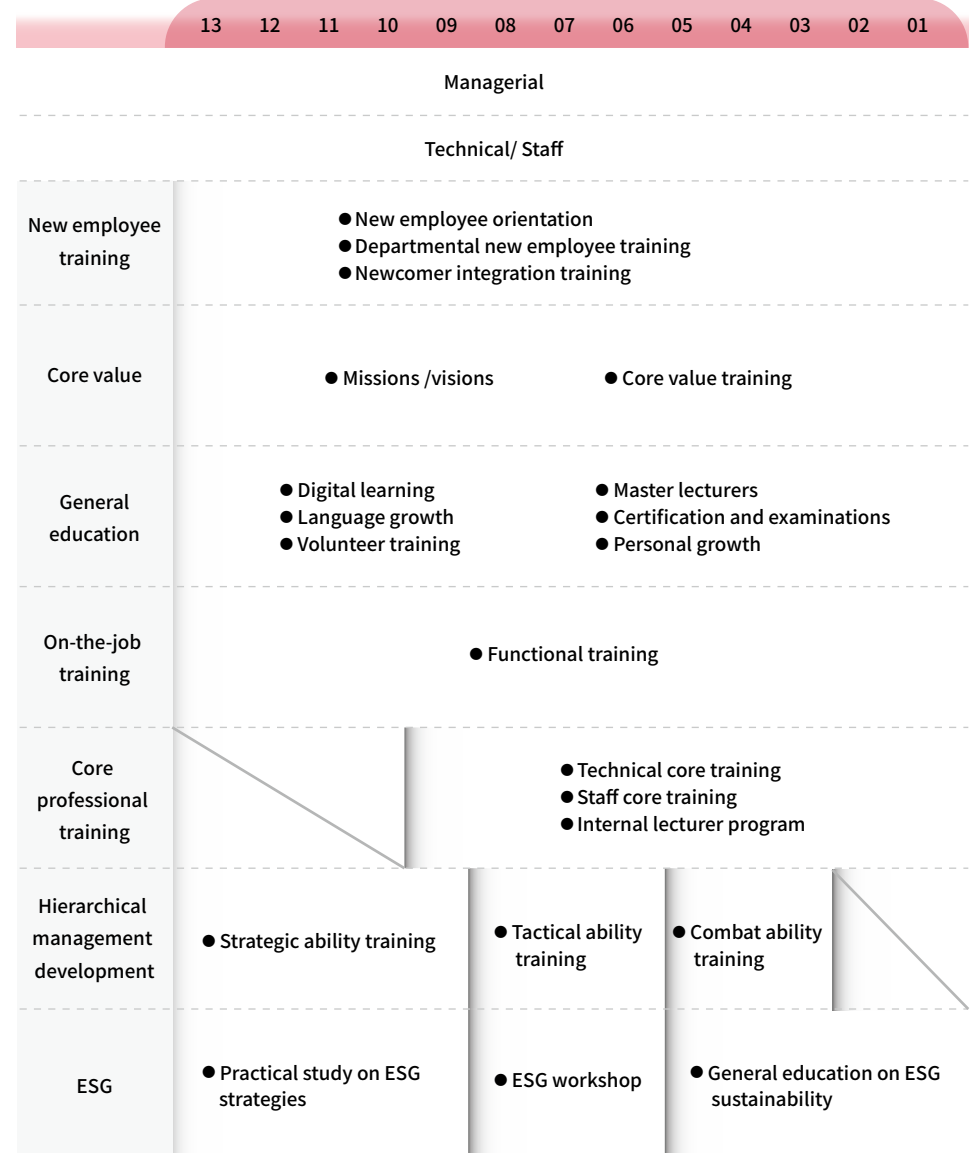 13 12 11 10 09 08 07 06 05 04 03 02 01
Managerial
Technical/ Staff
New employee
training
● New employee orientation
● Departmental new employee training
● Newcomer integration training
Core value
● Missions /visions
● Core value training
General
education
● Digital learning
● Language growth
● Volunteer training
● Master lecturers
● Certification and examinations
● Personal growth
On-the-job
training
● Functional training
Core
professional
training
● Technical core training
● Staff core training
● Internal lecturer program
Hierarchical
management
development
● Strategic ability training
● Tactical ability
training
● Combat ability
training
ESG
● Practical study on ESG
strategies
● ESG workshop
● General education on ESG
sustainability